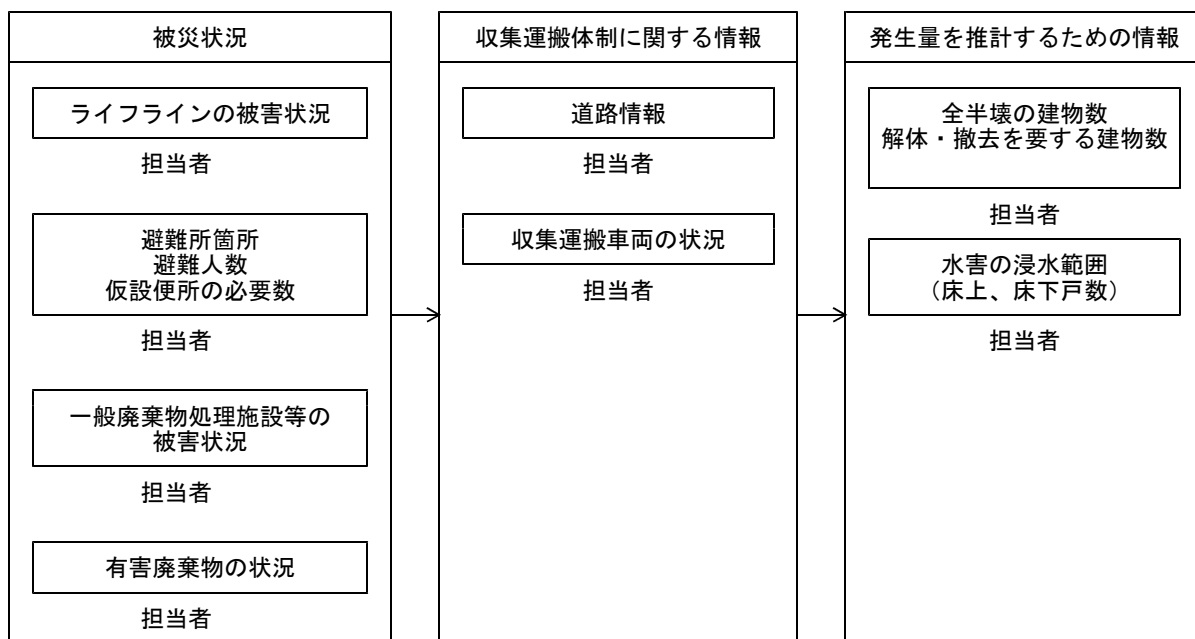 被災状況
ライフラインの被害状況
担当者
避難所箇所
避難人数
仮設便所の必要数
担当者
一般廃棄物処理施設等の
被害状況
担当者
有害廃棄物の状況
担当者
収集運搬体制に関する情報
道路情報
担当者
収集運搬車両の状況
担当者
発生量を推計するための情報
全半壊の建物数
解体・撤去を要する建物数
担当者
水害の浸水範囲
（床上、床下戸数）
担当者